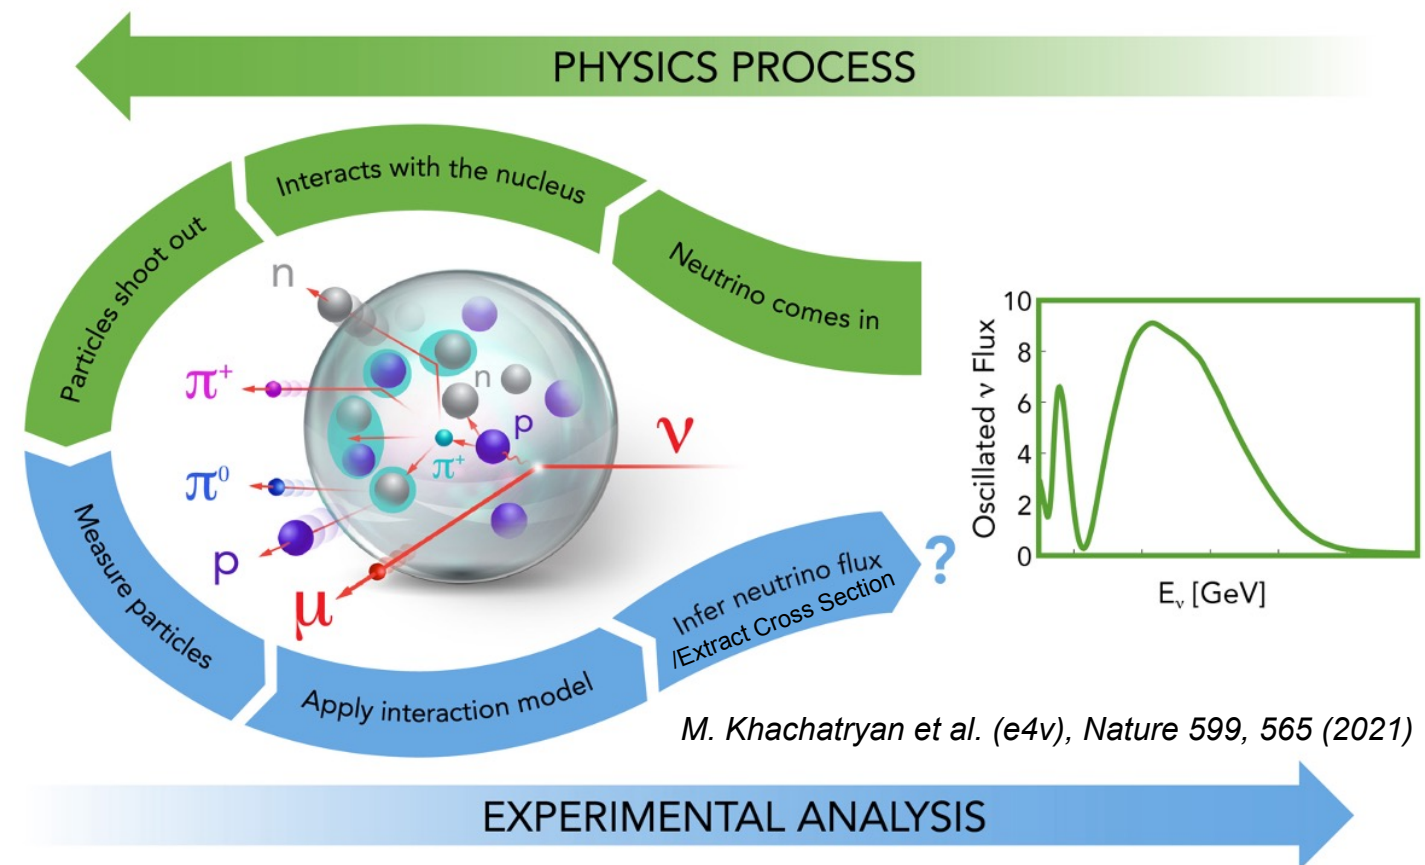 PHYSICS PROCESS
Interacts with the nucleus
Particles shoot out
Neutrino comes in
n
π⁺
π⁰
p
μ
n
p
π⁺
ν
Measure particles
Apply interaction model
Infer neutrino flux
/Extract Cross Section
?
Oscillated ν Flux
10
8
6
4
2
0
Eᵥ [GeV]
M. Khachatryan et al. (e4v), Nature 599, 565 (2021)
EXPERIMENTAL ANALYSIS